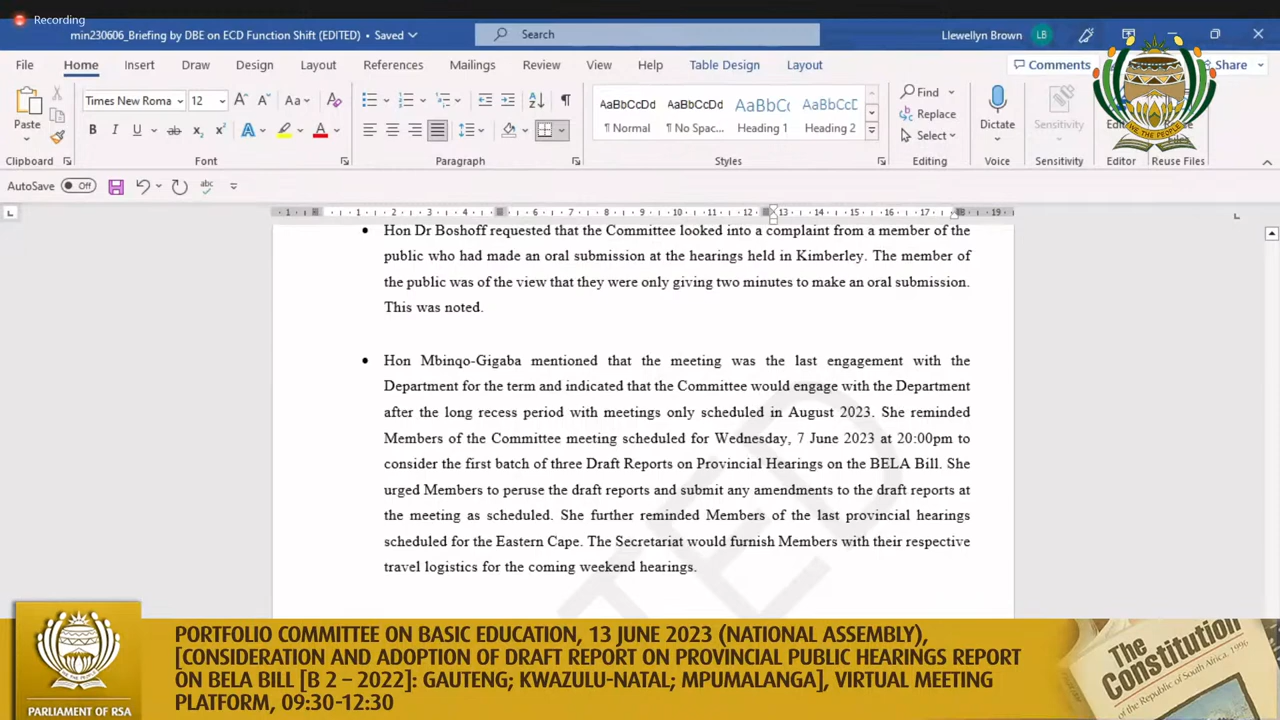 Recording
min230606_Briefing by DBE on ECD Function Shift (EDITED) • Saved
Search
Llewellyn Brown
LB
File Home Insert Draw Design Layout References Mailings Review View Help Table Design Layout
Comments
Share
Paste
Times New Roma
12
Aa
AaBbCcDd AaBbCcDd AaBbC AaBbCcD
¶ Normal ¶ No Spac... Heading 1 Heading 2
Find
Replace
Select
Dictate
Sensitivity
Clipboard Font Paragraph Styles Editing Voice Sensitivity Editor Reuse Files
AutoSave Off
Hon Dr Boshoff requested that the Committee looked into a complaint from a member of the
public who had made an oral submission at the hearings held in Kimberley. The member of
the public was of the view that they were only giving two minutes to make an oral submission.
This was noted.
Hon Mbinqo-Gigaba mentioned that the meeting was the last engagement with the
Department for the term and indicated that the Committee would engage with the Department
after the long recess period with meetings only scheduled in August 2023. She reminded
Members of the Committee meeting scheduled for Wednesday, 7 June 2023 at 20:00pm to
consider the first batch of three Draft Reports on Provincial Hearings on the BELA Bill. She
urged Members to peruse the draft reports and submit any amendments to the draft reports at
the meeting as scheduled. She further reminded Members of the last provincial hearings
scheduled for the Eastern Cape. The Secretariat would furnish Members with their respective
travel logistics for the coming weekend hearings.
PORTFOLIO COMMITTEE ON BASIC EDUCATION, 13 JUNE 2023 (NATIONAL ASSEMBLY),
[CONSIDERATION AND ADOPTION OF DRAFT REPORT ON PROVINCIAL PUBLIC HEARINGS REPORT
ON BELA BILL [B 2 – 2022]: GAUTENG; KWAZULU-NATAL; MPUMALANGA], VIRTUAL MEETING
PLATFORM, 09:30-12:30
PARLIAMENT OF RSA
The
Constitution
of the Republic of South Africa, 1996